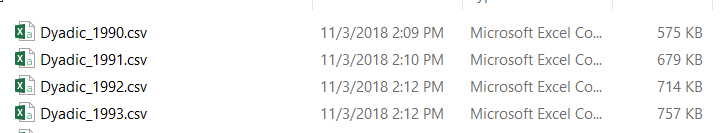 Dyadic_1990.csv 11/3/2018 2:09 PM Microsoft Excel Co... 575 KB
Dyadic_1991.csv 11/3/2018 2:10 PM Microsoft Excel Co... 679 KB
Dyadic_1992.csv 11/3/2018 2:12 PM Microsoft Excel Co... 714 KB
Dyadic_1993.csv 11/3/2018 2:12 PM Microsoft Excel Co... 757 KB